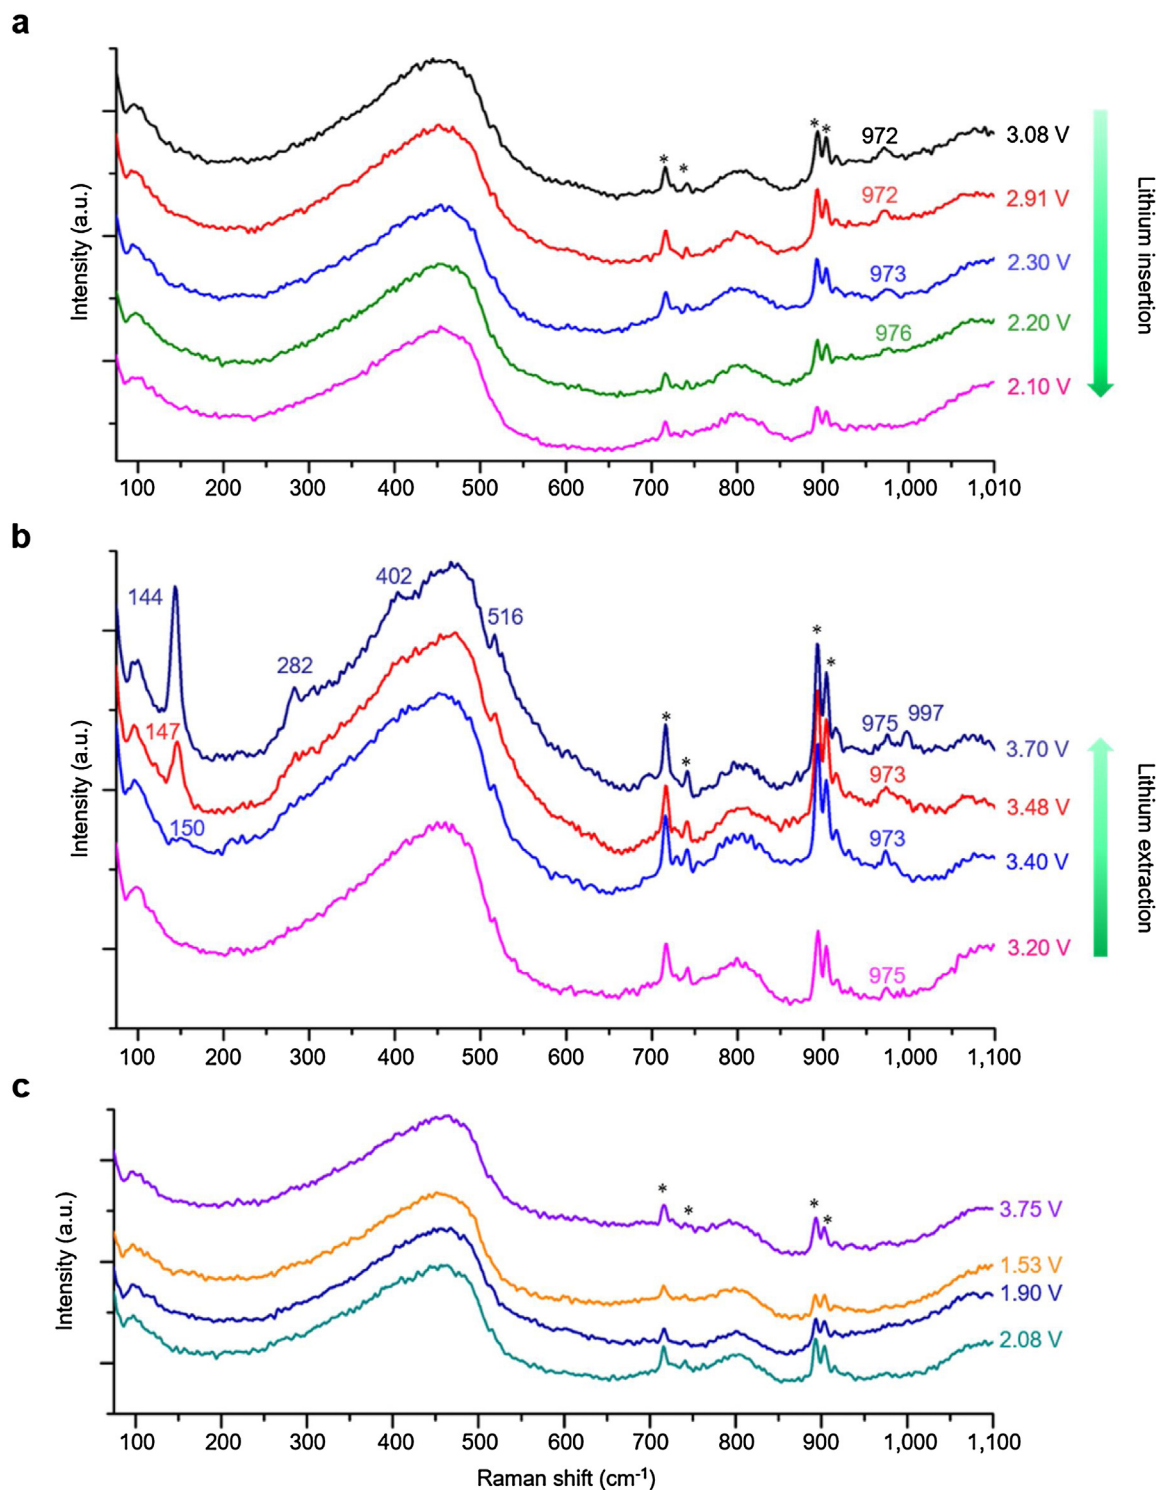 a
Intensity (a.u.)
* * * *
972
972
973
976
3.08 V
2.91 V
2.30 V
2.20 V
2.10 V
Lithium insertion
100 200 300 400 500 600 700 800 900 1,000 1,010
b
Intensity (a.u.)
144
147
150
282
402
516
* * * *
975 997
973
973
975
3.70 V
3.48 V
3.40 V
3.20 V
Lithium extraction
100 200 300 400 500 600 700 800 900 1,000 1,100
c
Intensity (a.u.)
* * * *
3.75 V
1.53 V
1.90 V
2.08 V
100 200 300 400 500 600 700 800 900 1,000 1,100
Raman shift (cm⁻¹)